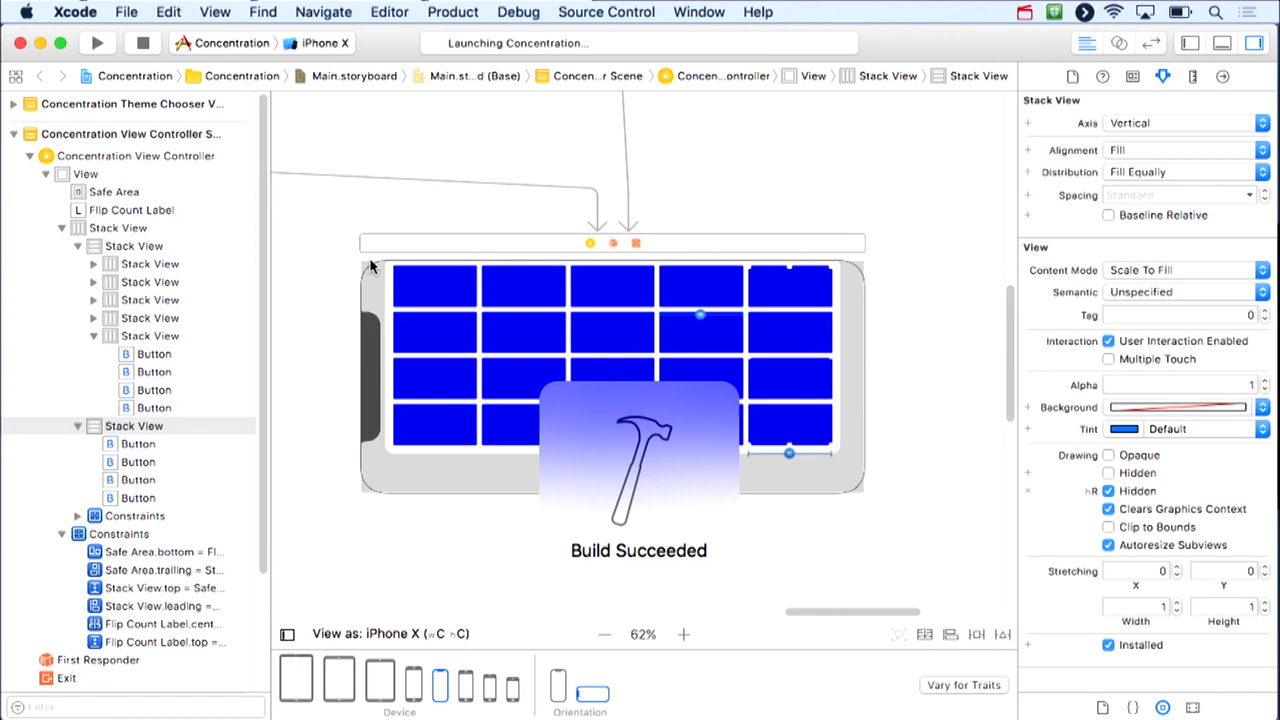 Xcode File Edit View Find Navigate Editor Product Debug Source Control Window Help
Concentration iPhone X Launching Concentration...
Concentration Concentration Main.storyboard Main.st...d (Base) Concen...r Scene Concen...ontroller View Stack View Stack View
Concentration Theme Chooser V...
Concentration View Controller S...
Concentration View Controller
View
Safe Area
L Flip Count Label
Stack View
Stack View
Stack View
Stack View
Stack View
Stack View
Stack View
B Button
B Button
B Button
B Button
Stack View
B Button
B Button
B Button
B Button
Constraints
Constraints
Safe Area.bottom = Fl...
Safe Area.trailing = St...
Stack View.top = Safe...
Stack View.leading =...
Flip Count Label.cent...
Flip Count Label.top =...
First Responder
Exit
Filter
Build Succeeded
View as: iPhone X (wC hC)
62%
Device
Orientation
Vary for Traits
Stack View
Axis Vertical
Alignment Fill
Distribution Fill Equally
Spacing Standard
Baseline Relative
View
Content Mode Scale To Fill
Semantic Unspecified
Tag 0
Interaction User Interaction Enabled
Multiple Touch
Alpha 1
Background
Tint Default
Drawing Opaque
Hidden
hR Hidden
Clears Graphics Context
Clip to Bounds
Autoresize Subviews
Stretching 0 0
X Y
1 1
Width Height
Installed